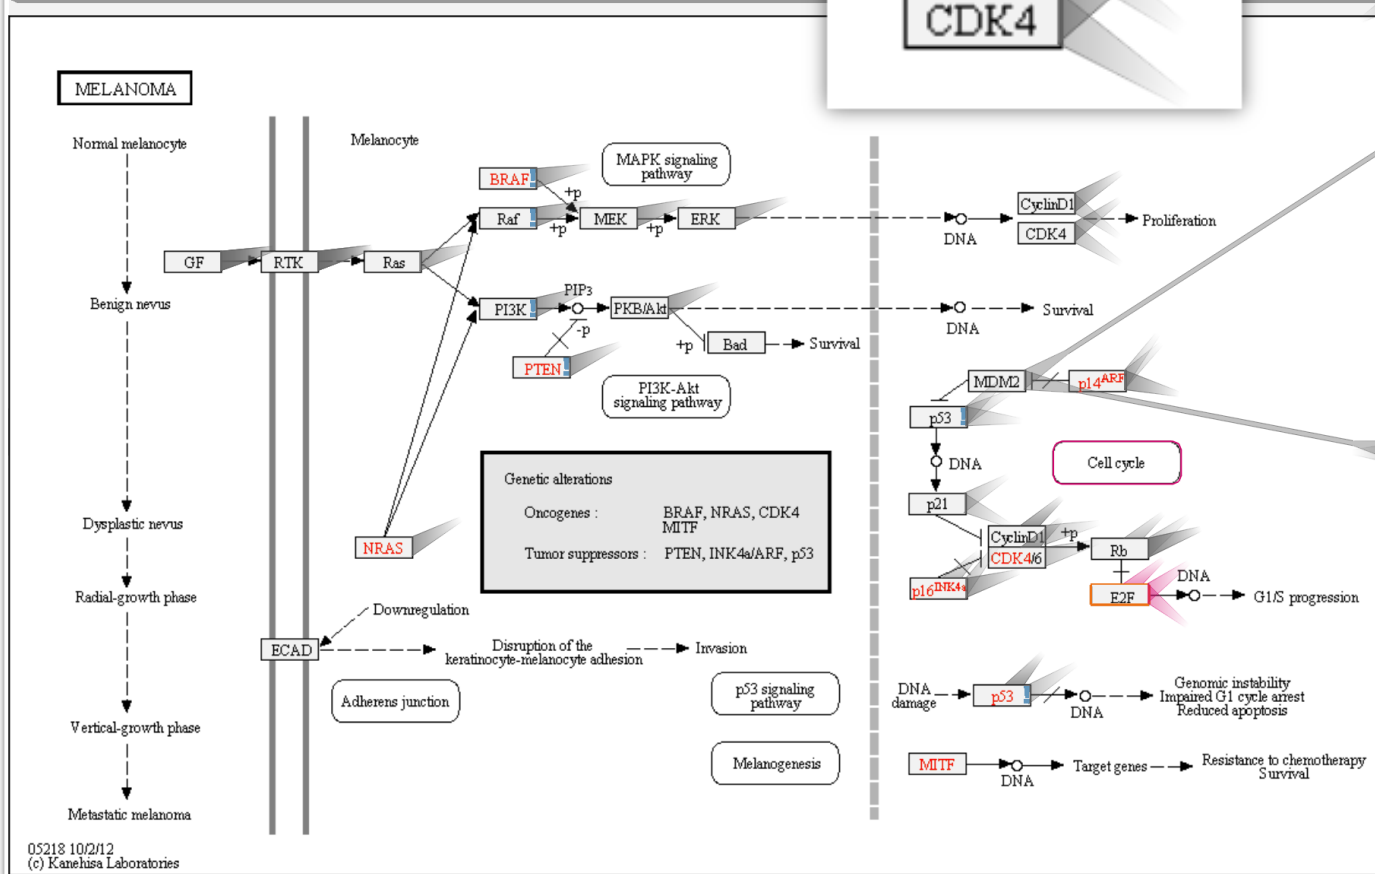 CDK4
MELANOMA
Normal melanocyte
Benign nevus
Dysplastic nevus
Radial-growth phase
Vertical-growth phase
Metastatic melanoma
Melanocyte
BRAF
MAPK signaling
pathway
+p
Raf
+p
MEK
+p
ERK
DNA
CyclinD1
CDK4
Proliferation
GF
RTK
Ras
PI3K
PIP3
-p
PKB/Akt
DNA
Survival
+p
Bad
Survival
PTEN
PI3K-Akt
signaling pathway
MDM2
p14ARF
p53
DNA
Cell cycle
p21
CyclinD1
CDK4/6
+p
Rb
p16INK4a
E2F
DNA
G1/S progression
Genetic alterations
Oncogenes :
BRAF, NRAS, CDK4
MITF
Tumor suppressors :
PTEN, INK4a/ARF, p53
NRAS
Downregulation
ECAD
Disruption of the
keratinocyte-melanocyte adhesion
Invasion
Adherens junction
p53 signaling
pathway
Melanogenesis
DNA
damage
p53
DNA
Genomic instability
Impaired G1 cycle arrest
Reduced apoptosis
MITF
DNA
Target genes
Resistance to chemotherapy
Survival
05218 10/2/12
(c) Kanehisa Laboratories